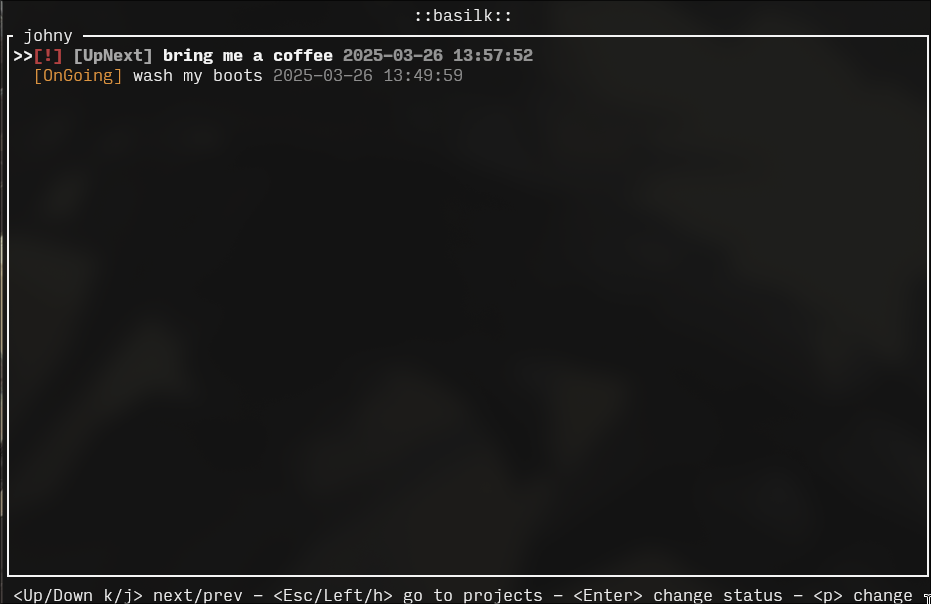 ::basilk::
johny
>>[!] [UpNext] bring me a coffee 2025-03-26 13:57:52
[OnGoing] wash my boots 2025-03-26 13:49:59
<Up/Down k/j> next/prev - <Esc/Left/h> go to projects - <Enter> change status - <p> change